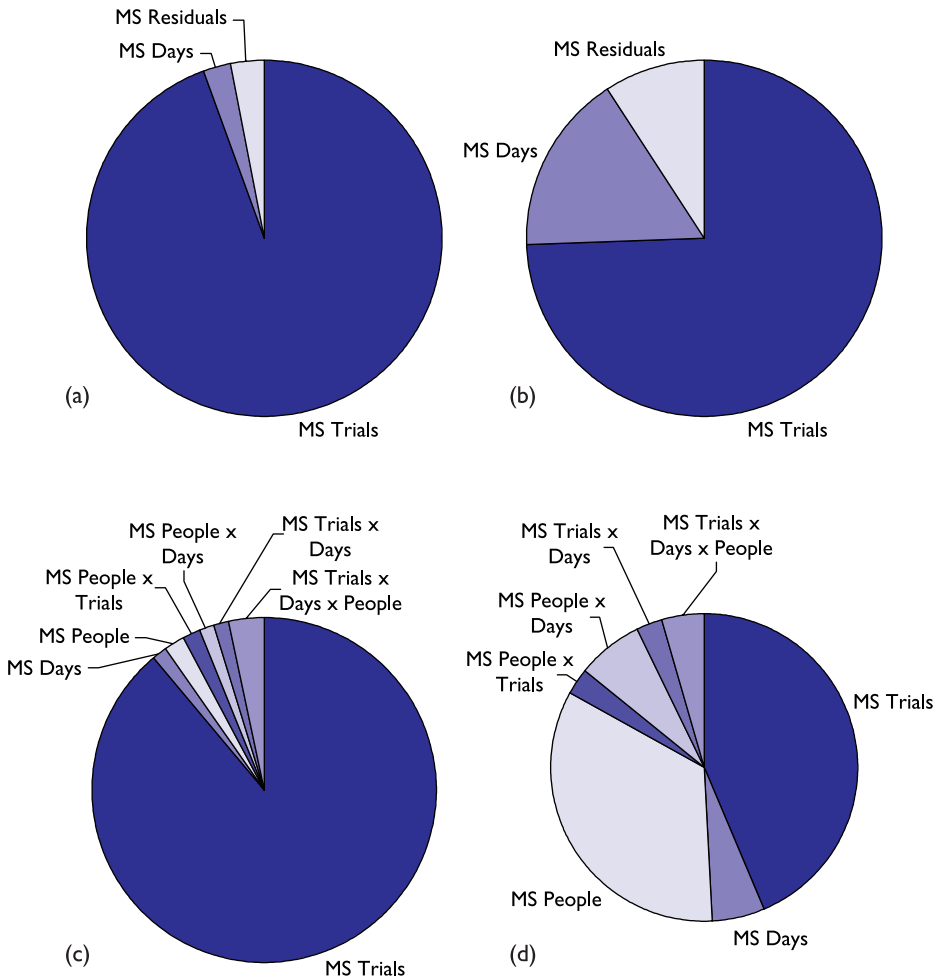 MS Residuals
MS Days
MS Trials
(a)
MS Residuals
MS Days
MS Trials
(b)
MS People x
Days
MS Trials x
Days
MS People x
Trials
MS Trials x
Days x People
MS People
MS Days
MS Trials
(c)
MS Trials x
Days
MS Trials x
Days x People
MS People x
Days
MS People x
Trials
MS Trials
MS People
MS Days
(d)